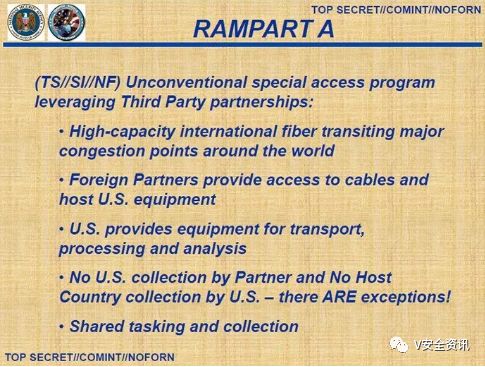 TOP SECRET//COMINT//NOFORN
RAMPART A
(TS//SI//NF) Unconventional special access program
leveraging Third Party partnerships:
• High-capacity international fiber transiting major
congestion points around the world
• Foreign Partners provide access to cables and
host U.S. equipment
• U.S. provides equipment for transport,
processing and analysis
• No U.S. collection by Partner and No Host
Country collection by U.S. – there ARE exceptions!
• Shared tasking and collection
V安全资讯
TOP SECRET//COMINT//NOFORN